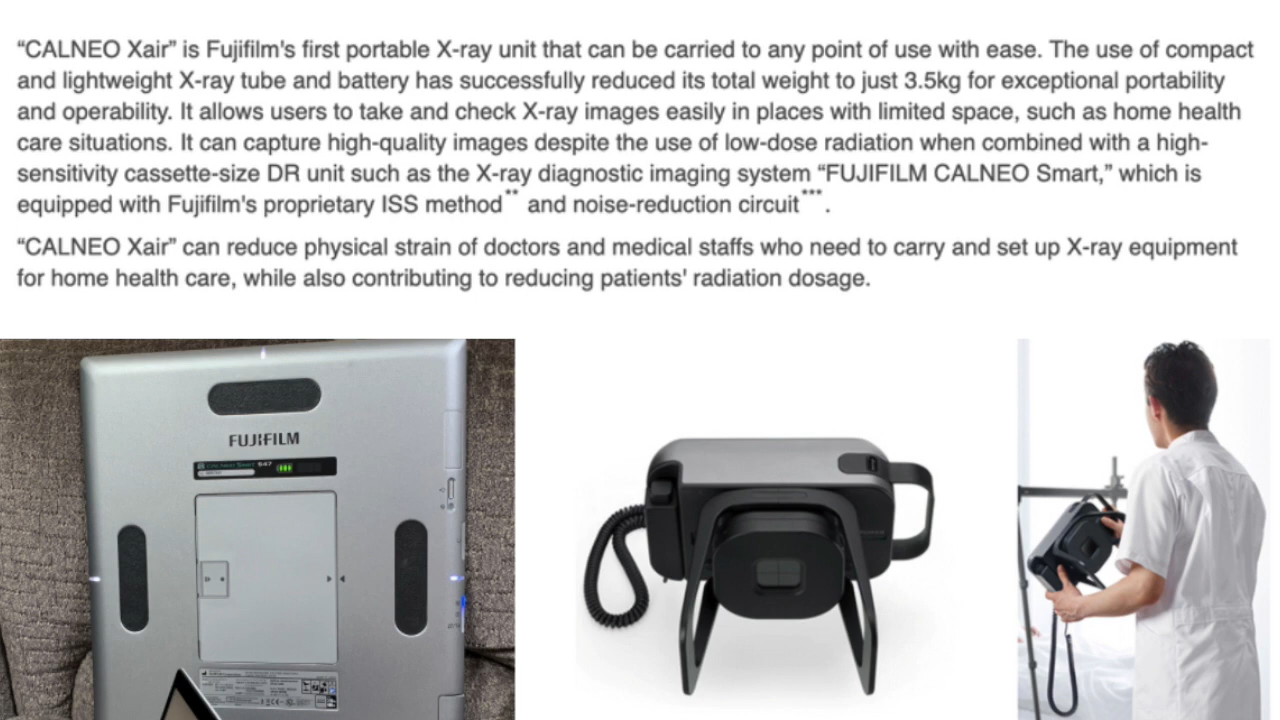 “CALNEO Xair” is Fujifilm's first portable X-ray unit that can be carried to any point of use with ease. The use of compact
and lightweight X-ray tube and battery has successfully reduced its total weight to just 3.5kg for exceptional portability
and operability. It allows users to take and check X-ray images easily in places with limited space, such as home health
care situations. It can capture high-quality images despite the use of low-dose radiation when combined with a high-
sensitivity cassette-size DR unit such as the X-ray diagnostic imaging system “FUJIFILM CALNEO Smart,” which is
equipped with Fujifilm's proprietary ISS method** and noise-reduction circuit***.
“CALNEO Xair” can reduce physical strain of doctors and medical staffs who need to carry and set up X-ray equipment
for home health care, while also contributing to reducing patients' radiation dosage.
FUJIFILM
CALNEO Smart S47